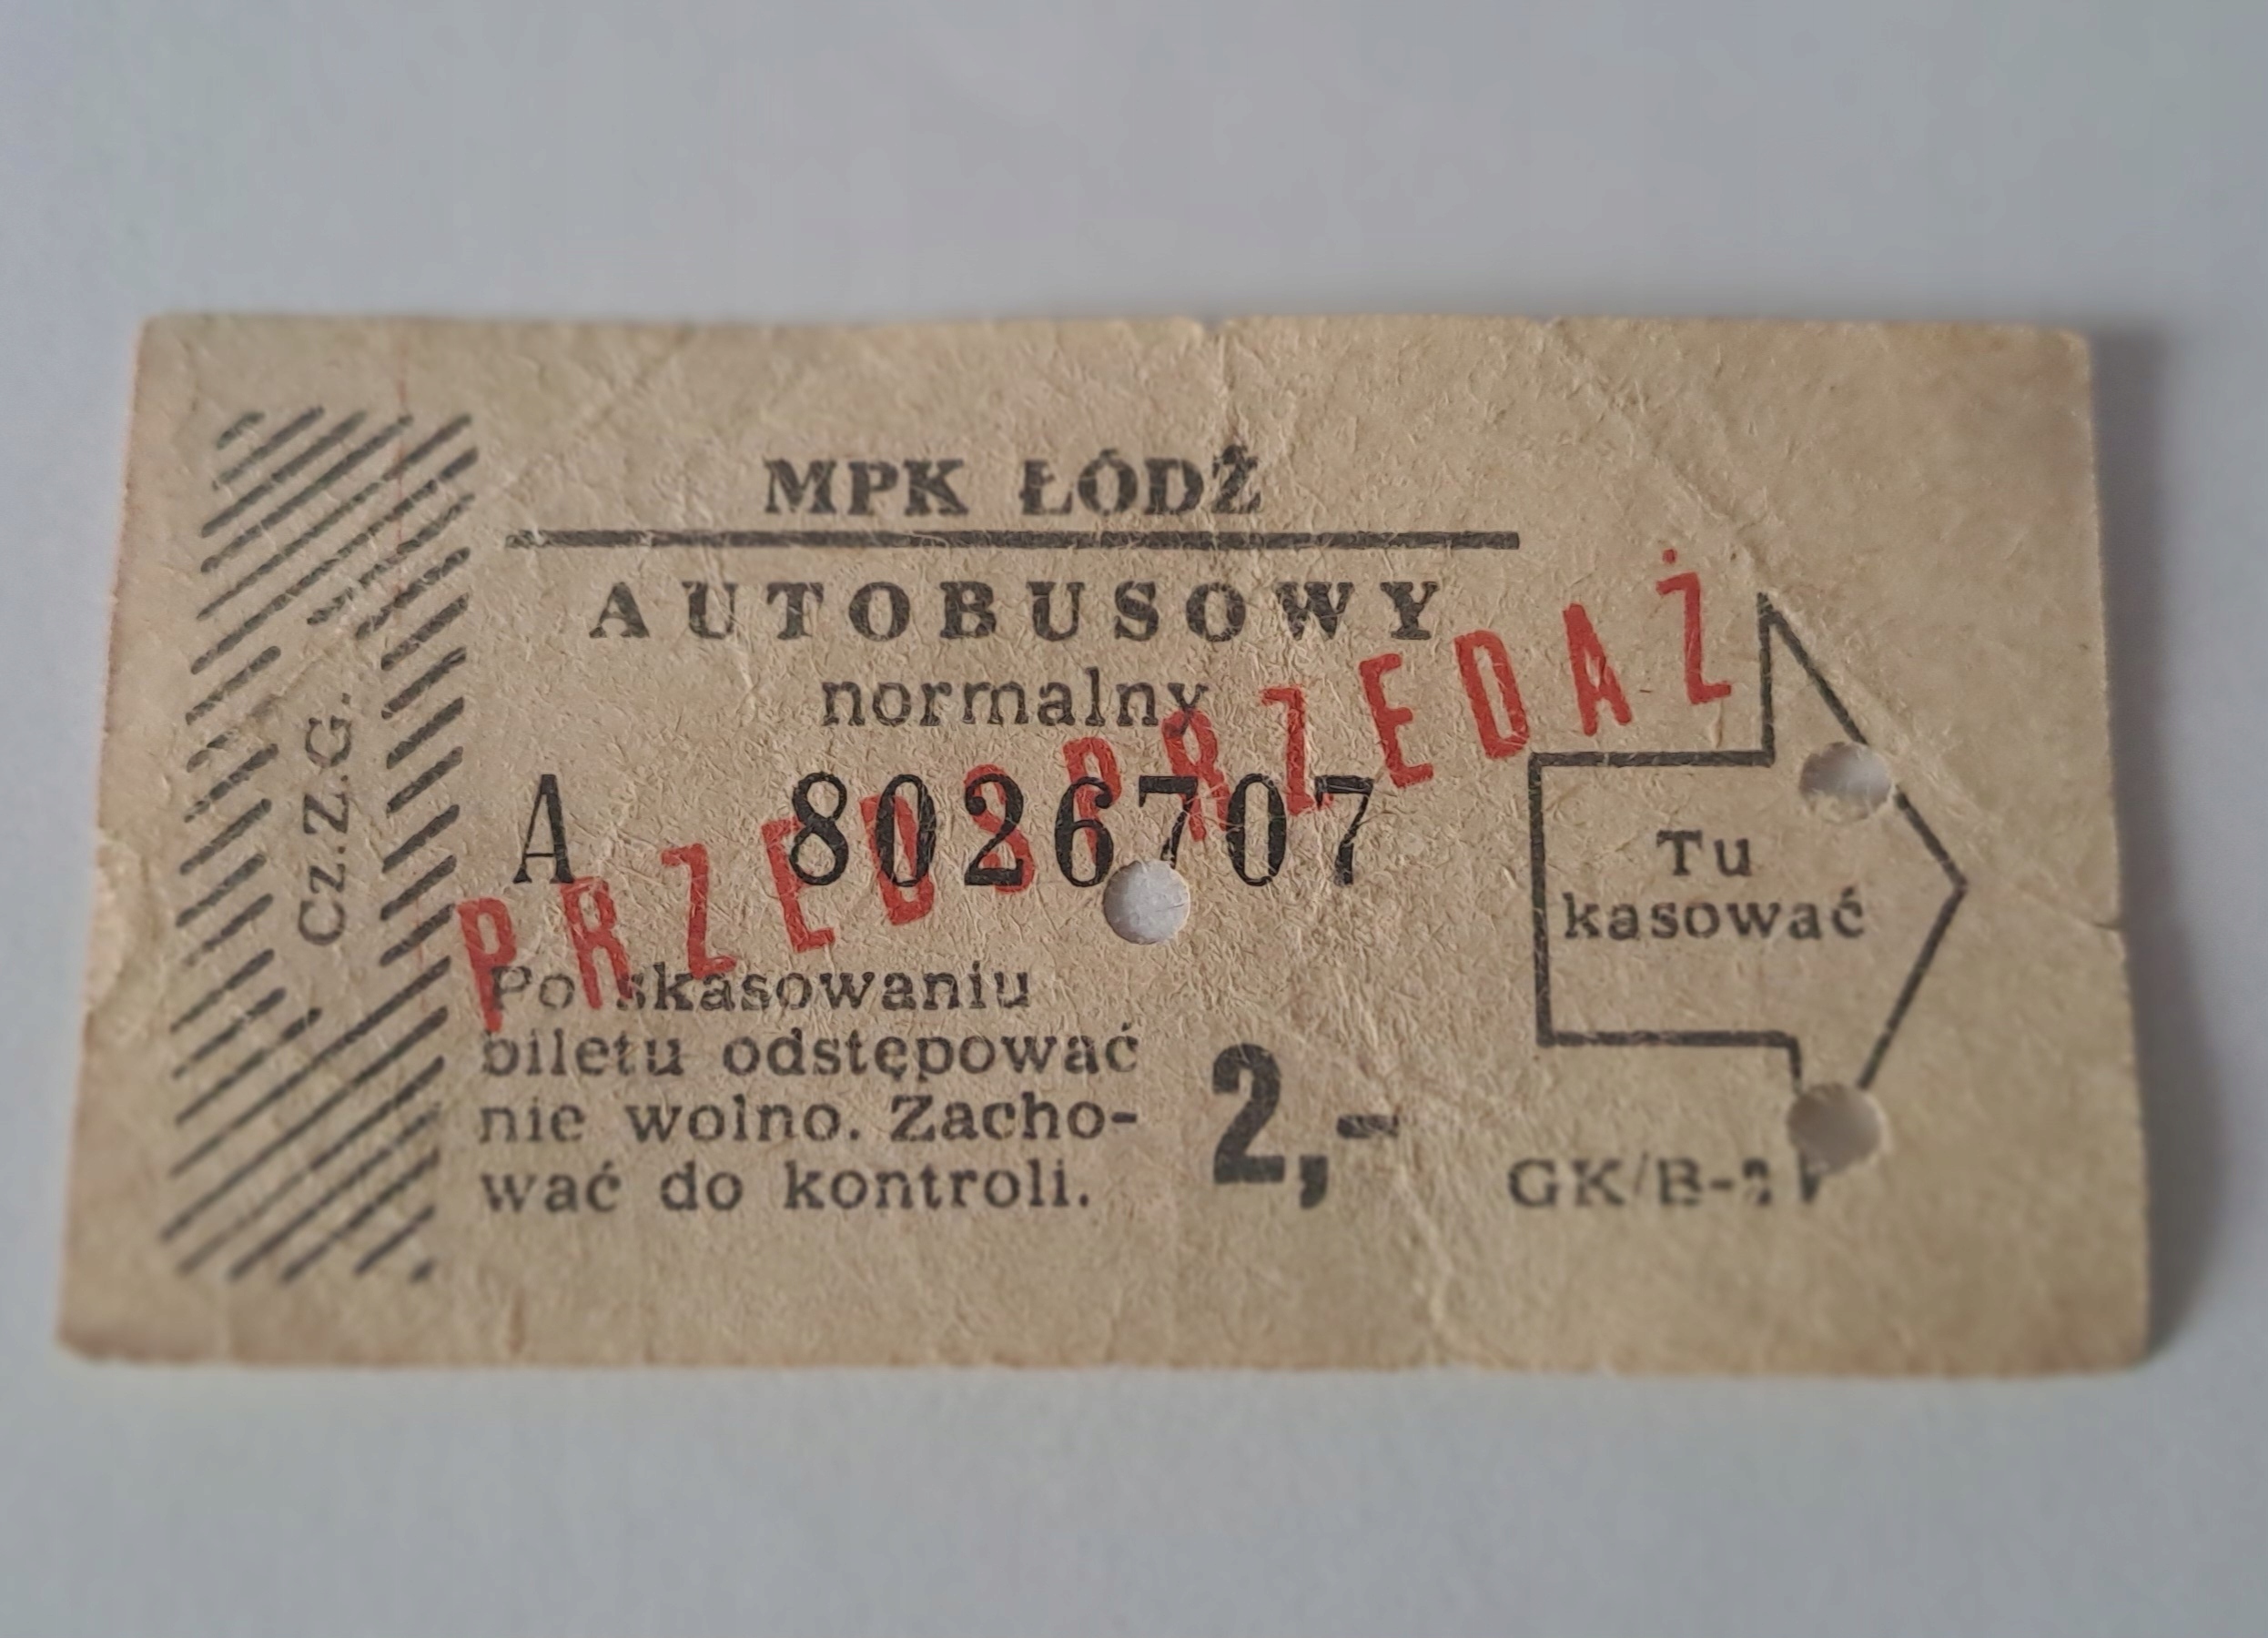 MPK ŁÓDŹ
AUTOBUSOWY
normalny
A 8026707
PRZEDSPRZEDAŻ
Cz.Z.G.
Po skasowaniu
biletu odstępować
nie wolno. Zacho-
wać do kontroli.
2,-
Tu
kasować